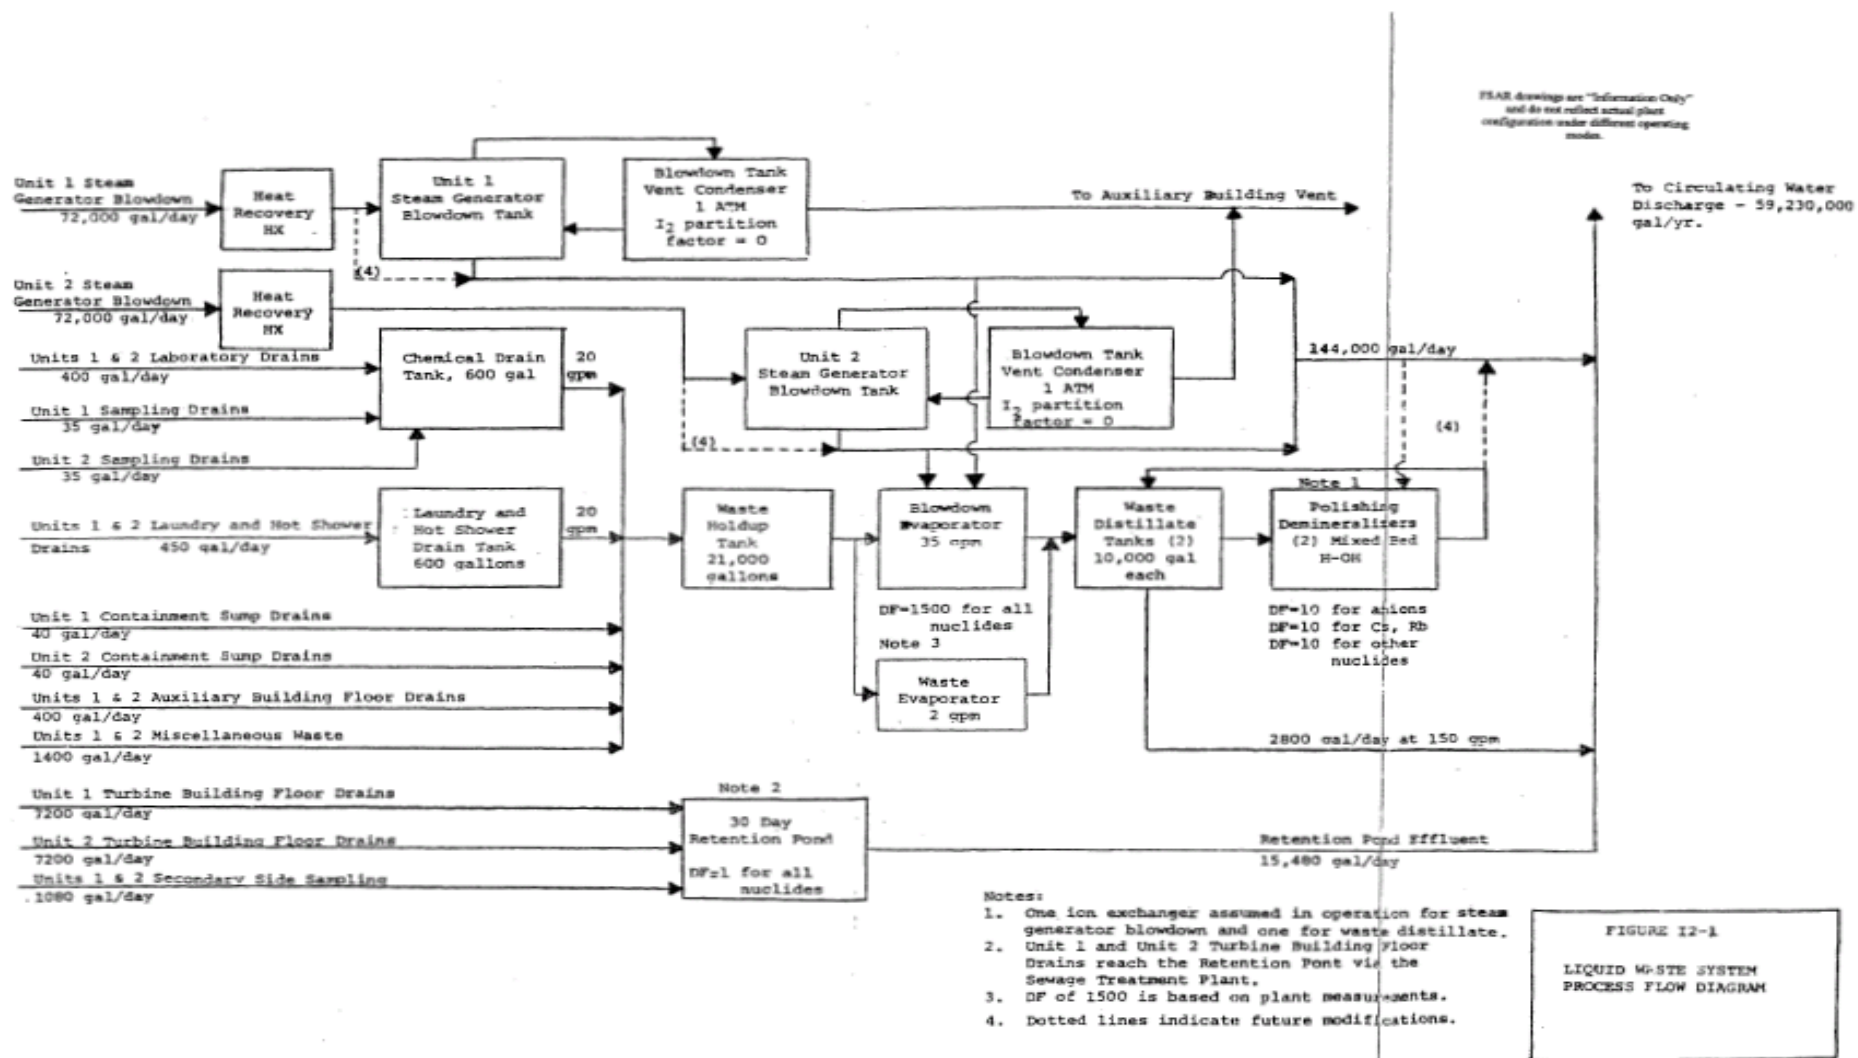 FSAR drawings are "Information Only"
and do not reflect actual plant
configuration under different operating
modes.
To Circulating Water
Discharge - 59,230,000
gal/yr.
Unit 1 Steam
Generator Blowdown
72,000 gal/day
Heat
Recovery
HX
Unit 1
Steam Generator
Blowdown Tank
Blowdown Tank
Vent Condenser
1 ATM
I2 partition
factor = 0
To Auxiliary Building Vent
(4)
Unit 2 Steam
Generator Blowdown
72,000 gal/day
Heat
Recovery
HX
Units 1 & 2 Laboratory Drains
400 gal/day
Unit 1 Sampling Drains
35 gal/day
Unit 2 Sampling Drains
35 gal/day
Chemical Drain
Tank, 600 gal
20
gpm
Unit 2
Steam Generator
Blowdown Tank
Blowdown Tank
Vent Condenser
1 ATM
I2 partition
factor = 0
144,000 gal/day
(4)
(4)
Units 1 & 2 Laundry and Hot Shower
Drains 450 gal/day
Laundry and
Hot Shower
Drain Tank
600 gallons
20
gpm
Waste
Holdup
Tank
21,000
gallons
Blowdown
Evaporator
35 gpm
DF=1500 for all
nuclides
Note 3
Waste
Evaporator
2 gpm
Waste
Distillate
Tanks (2)
10,000 gal
each
Note 1
Polishing
Demineralizers
(2) Mixed Bed
H-OH
DF=10 for anions
DF=10 for Cs, Rb
DF=10 for other
nuclides
Unit 1 Containment Sump Drains
40 gal/day
Unit 2 Containment Sump Drains
40 gal/day
Units 1 & 2 Auxiliary Building Floor Drains
400 gal/day
Units 1 & 2 Miscellaneous Waste
1400 gal/day
2800 gal/day at 150 gpm
Unit 1 Turbine Building Floor Drains
7200 gal/day
Unit 2 Turbine Building Floor Drains
7200 gal/day
Units 1 & 2 Secondary Side Sampling
1080 gal/day
Note 2
30 Day
Retention Pond
DF=1 for all
nuclides
Retention Pond Effluent
15,480 gal/day
Notes:
1. One ion exchanger assumed in operation for steam
generator blowdown and one for waste distillate.
2. Unit 1 and Unit 2 Turbine Building Floor
Drains reach the Retention Pont via the
Sewage Treatment Plant.
3. DF of 1500 is based on plant measurements.
4. Dotted lines indicate future modifications.
FIGURE I2-1
LIQUID WASTE SYSTEM
PROCESS FLOW DIAGRAM